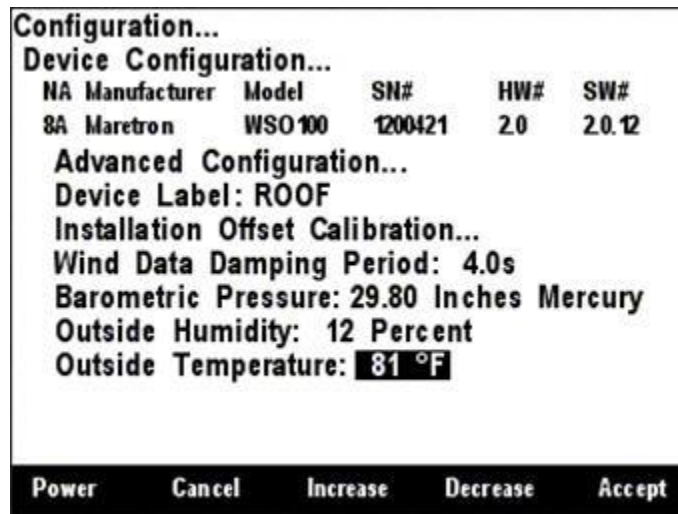 Configuration...
Device Configuration...
NA Manufacturer Model SN# HW# SW#
8A Maretron WSO100 1200421 2.0 2.0.12
Advanced Configuration...
Device Label: ROOF
Installation Offset Calibration...
Wind Data Damping Period: 4.0s
Barometric Pressure: 29.80 Inches Mercury
Outside Humidity: 12 Percent
Outside Temperature: 81 °F
Power Cancel Increase Decrease Accept